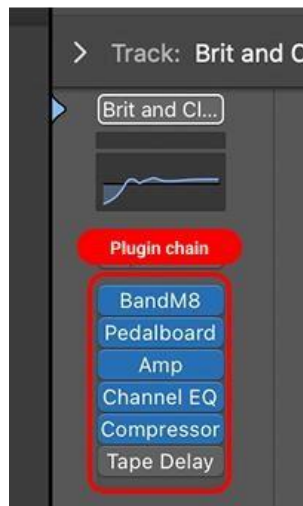 Track: Brit and C
Brit and Cl...
Plugin chain
BandM8
Pedalboard
Amp
Channel EQ
Compressor
Tape Delay